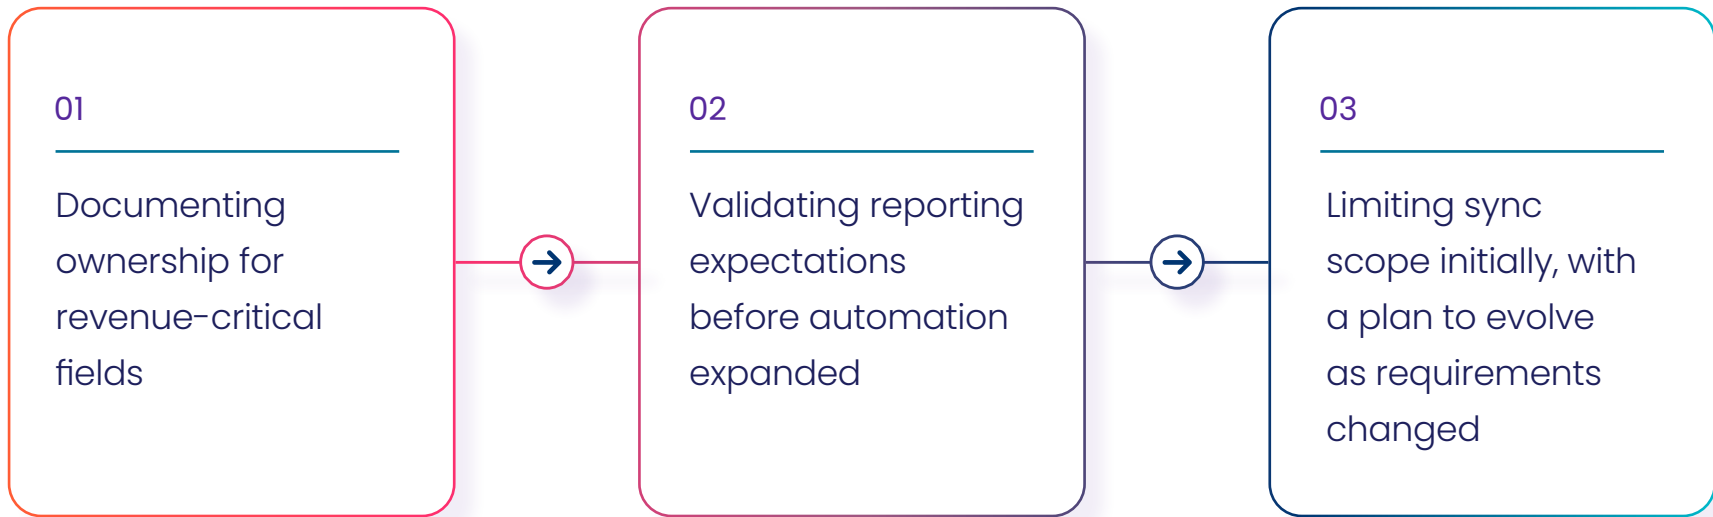 01
Documenting
ownership for
revenue-critical
fields
02
Validating reporting
expectations
before automation
expanded
03
Limiting sync
scope initially, with
a plan to evolve
as requirements
changed